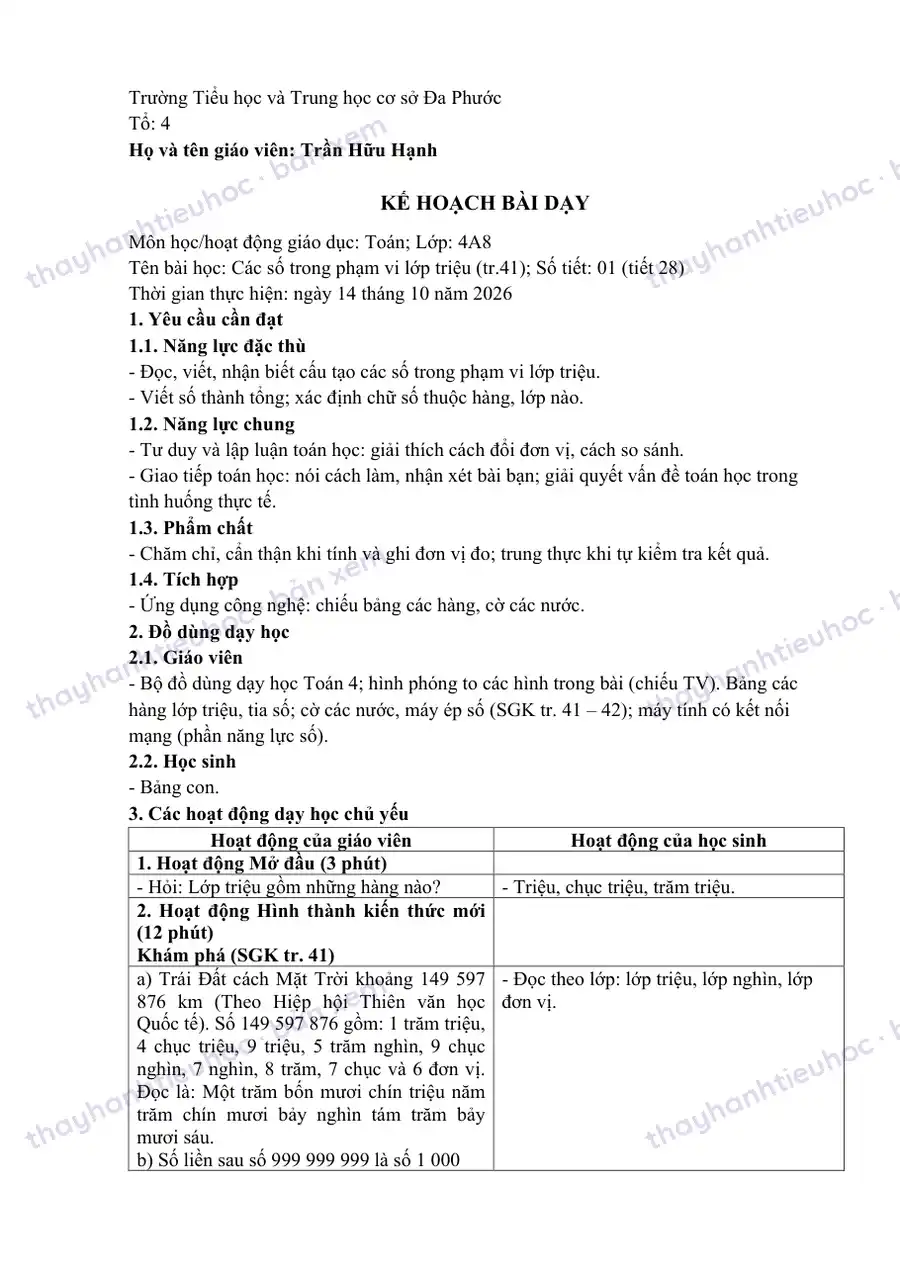 Trường Tiểu học và Trung học cơ sở Đa Phước
Tổ: 4
Họ và tên giáo viên: Trần Hữu Hạnh
KẾ HOẠCH BÀI DẠY
Môn học/hoạt động giáo dục: Toán; Lớp: 4A8
Tên bài học: Các số trong phạm vi lớp triệu (tr.41); Số tiết: 01 (tiết 28)
Thời gian thực hiện: ngày 14 tháng 10 năm 2026
1. Yêu cầu cần đạt
1.1. Năng lực đặc thù
- Đọc, viết, nhận biết cấu tạo các số trong phạm vi lớp triệu.
- Viết số thành tổng; xác định chữ số thuộc hàng, lớp nào.
1.2. Năng lực chung
- Tư duy và lập luận toán học: giải thích cách đổi đơn vị, cách so sánh.
- Giao tiếp toán học: nói cách làm, nhận xét bài bạn; giải quyết vấn đề toán học trong
tình huống thực tế.
1.3. Phẩm chất
- Chăm chỉ, cẩn thận khi tính và ghi đơn vị đo; trung thực khi tự kiểm tra kết quả.
1.4. Tích hợp
- Ứng dụng công nghệ: chiếu bảng các hàng, cờ các nước.
2. Đồ dùng dạy học
2.1. Giáo viên
- Bộ đồ dùng dạy học Toán 4; hình phóng to các hình trong bài (chiếu TV). Bảng các
hàng lớp triệu, tia số; cờ các nước, máy ép số (SGK tr. 41 – 42); máy tính có kết nối
mạng (phần năng lực số).
2.2. Học sinh
- Bảng con.
3. Các hoạt động dạy học chủ yếu
Hoạt động của giáo viên
Hoạt động của học sinh
1. Hoạt động Mở đầu (3 phút)
- Hỏi: Lớp triệu gồm những hàng nào?
- Triệu, chục triệu, trăm triệu.
2. Hoạt động Hình thành kiến thức mới
(12 phút)
Khám phá (SGK tr. 41)
a) Trái Đất cách Mặt Trời khoảng 149 597
876 km (Theo Hiệp hội Thiên văn học
Quốc tế). Số 149 597 876 gồm: 1 trăm triệu,
4 chục triệu, 9 triệu, 5 trăm nghìn, 9 chục
nghìn, 7 nghìn, 8 trăm, 7 chục và 6 đơn vị.
Đọc là: Một trăm bốn mươi chín triệu năm
trăm chín mươi bảy nghìn tám trăm bảy
mươi sáu.
b) Số liền sau số 999 999 999 là số 1 000
- Đọc theo lớp: lớp triệu, lớp nghìn, lớp
đơn vị.
thayhanhtieuhoc · bản xem
thayhanhtieuhoc · b
thayhanhtieuhoc · bản xem
thayhanhtieuhoc · b
thayhanhtieuhoc · bản xem
thayhanhtieuhoc · b